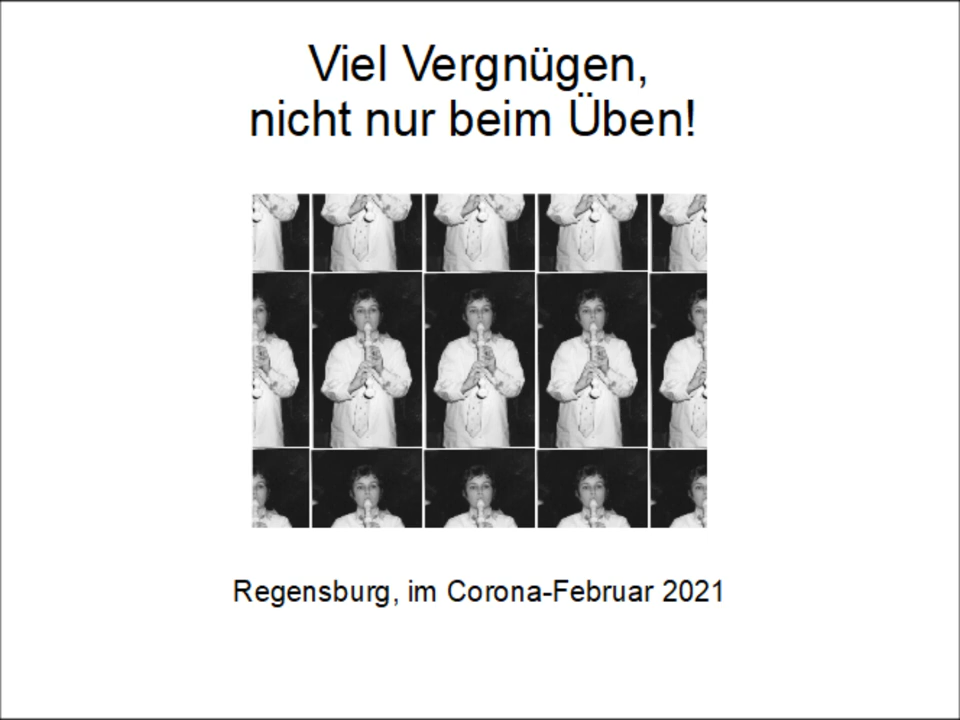 Viel Vergnügen,
nicht nur beim Üben!
Regensburg, im Corona-Februar 2021